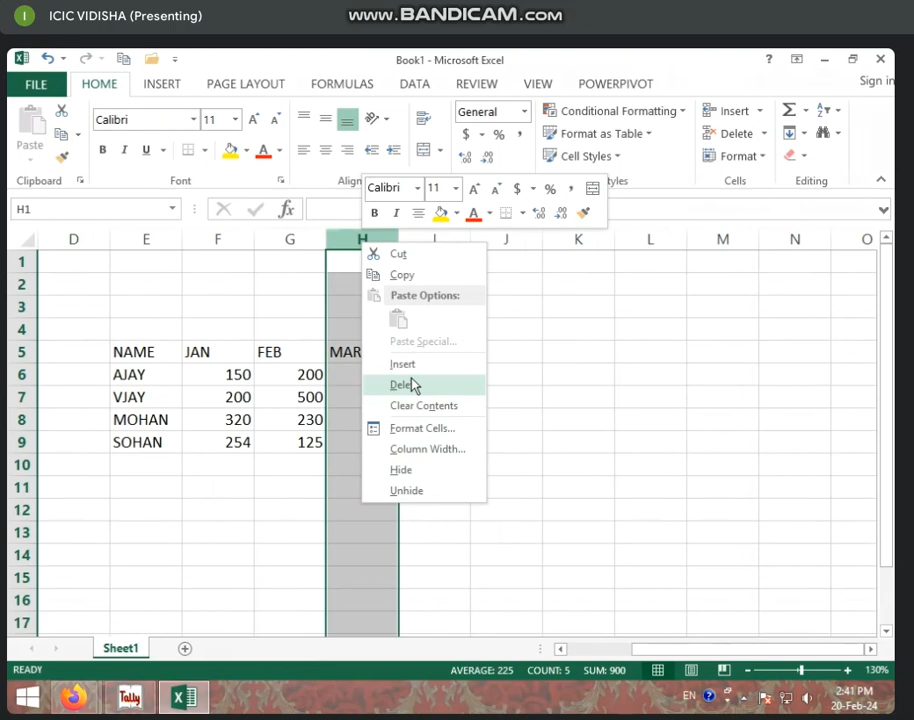 I ICIC VIDISHA (Presenting)
www.BANDICAM.com
Book1 - Microsoft Excel
?
Sign in
FILE HOME INSERT PAGE LAYOUT FORMULAS DATA REVIEW VIEW POWERPIVOT
Calibri 11 General Conditional Formatting Insert
Paste B I U A $ % , Format as Table Delete
Cell Styles Format
Clipboard Font Align yles Cells Editing
Calibri 11 $ % ,
B I A
H1 fx
D E F G H I J K L M N O
1
2
3
4
5 NAME JAN FEB MAR
6 AJAY 150 200
7 VJAY 200 500
8 MOHAN 320 230
9 SOHAN 254 125
10
11
12
13
14
15
16
17
Cut
Copy
Paste Options:
Paste Special...
Insert
Dele
Clear Contents
Format Cells...
Column Width...
Hide
Unhide
Sheet1
READY AVERAGE: 225 COUNT: 5 SUM: 900 130%
Tally EN 2:41 PM
20-Feb-24